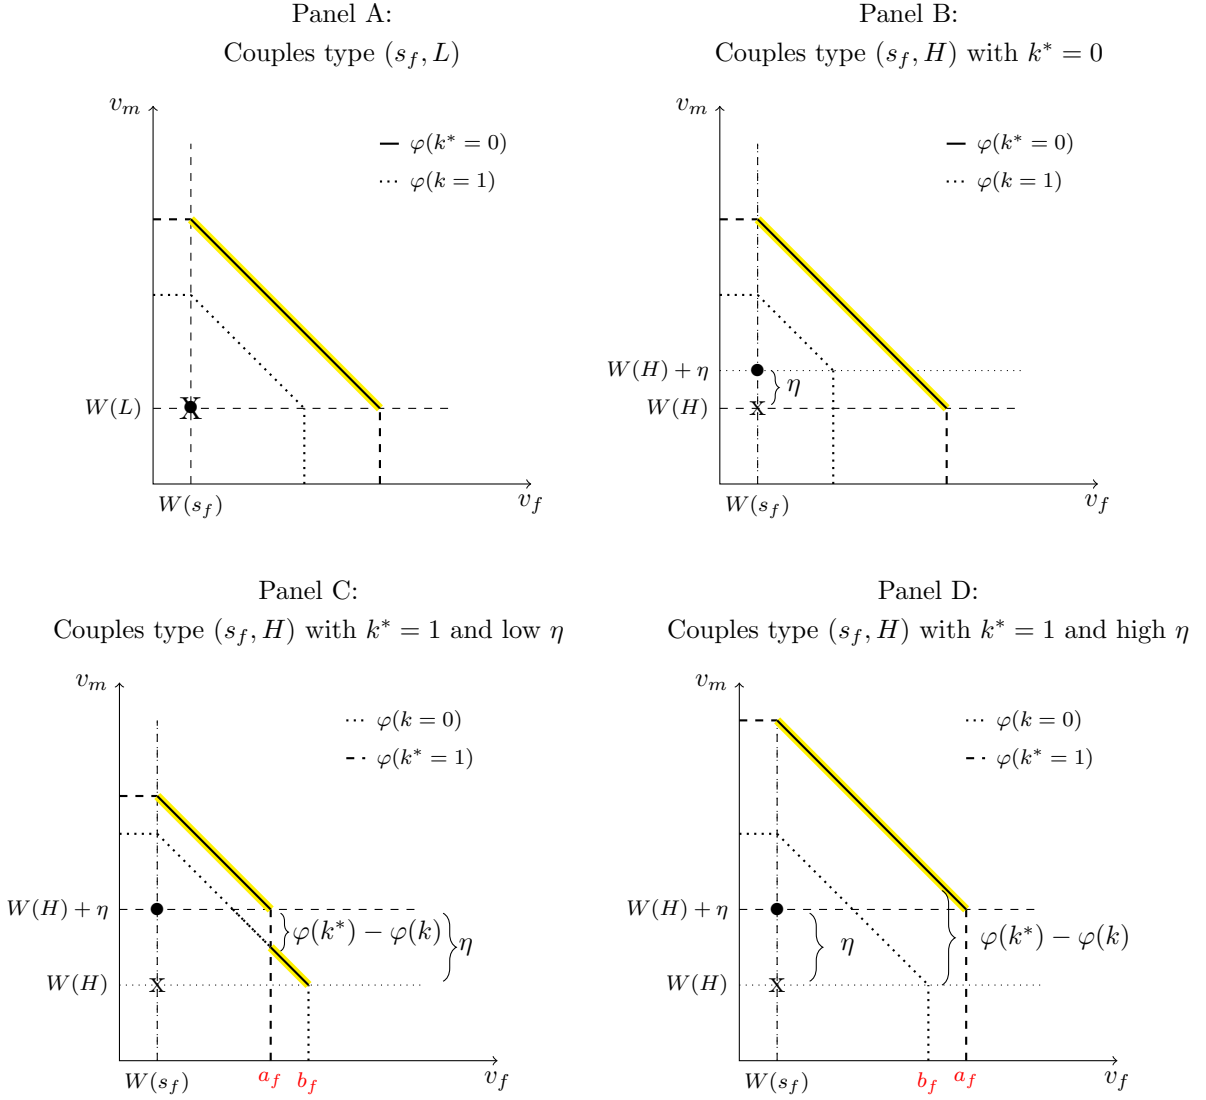 Panel A:
Couples type (s_f, L)
v_m
φ(k* = 0)
φ(k = 1)
W(L)
X
W(s_f)
v_f
Panel B:
Couples type (s_f, H) with k* = 0
v_m
φ(k* = 0)
φ(k = 1)
W(H) + η
η
W(H)
x
W(s_f)
v_f
Panel C:
Couples type (s_f, H) with k* = 1 and low η
v_m
φ(k = 0)
φ(k* = 1)
W(H) + η
φ(k*) − φ(k)
η
W(H)
x
W(s_f)
a_f
b_f
v_f
Panel D:
Couples type (s_f, H) with k* = 1 and high η
v_m
φ(k = 0)
φ(k* = 1)
W(H) + η
η
φ(k*) − φ(k)
W(H)
x
W(s_f)
b_f
a_f
v_f